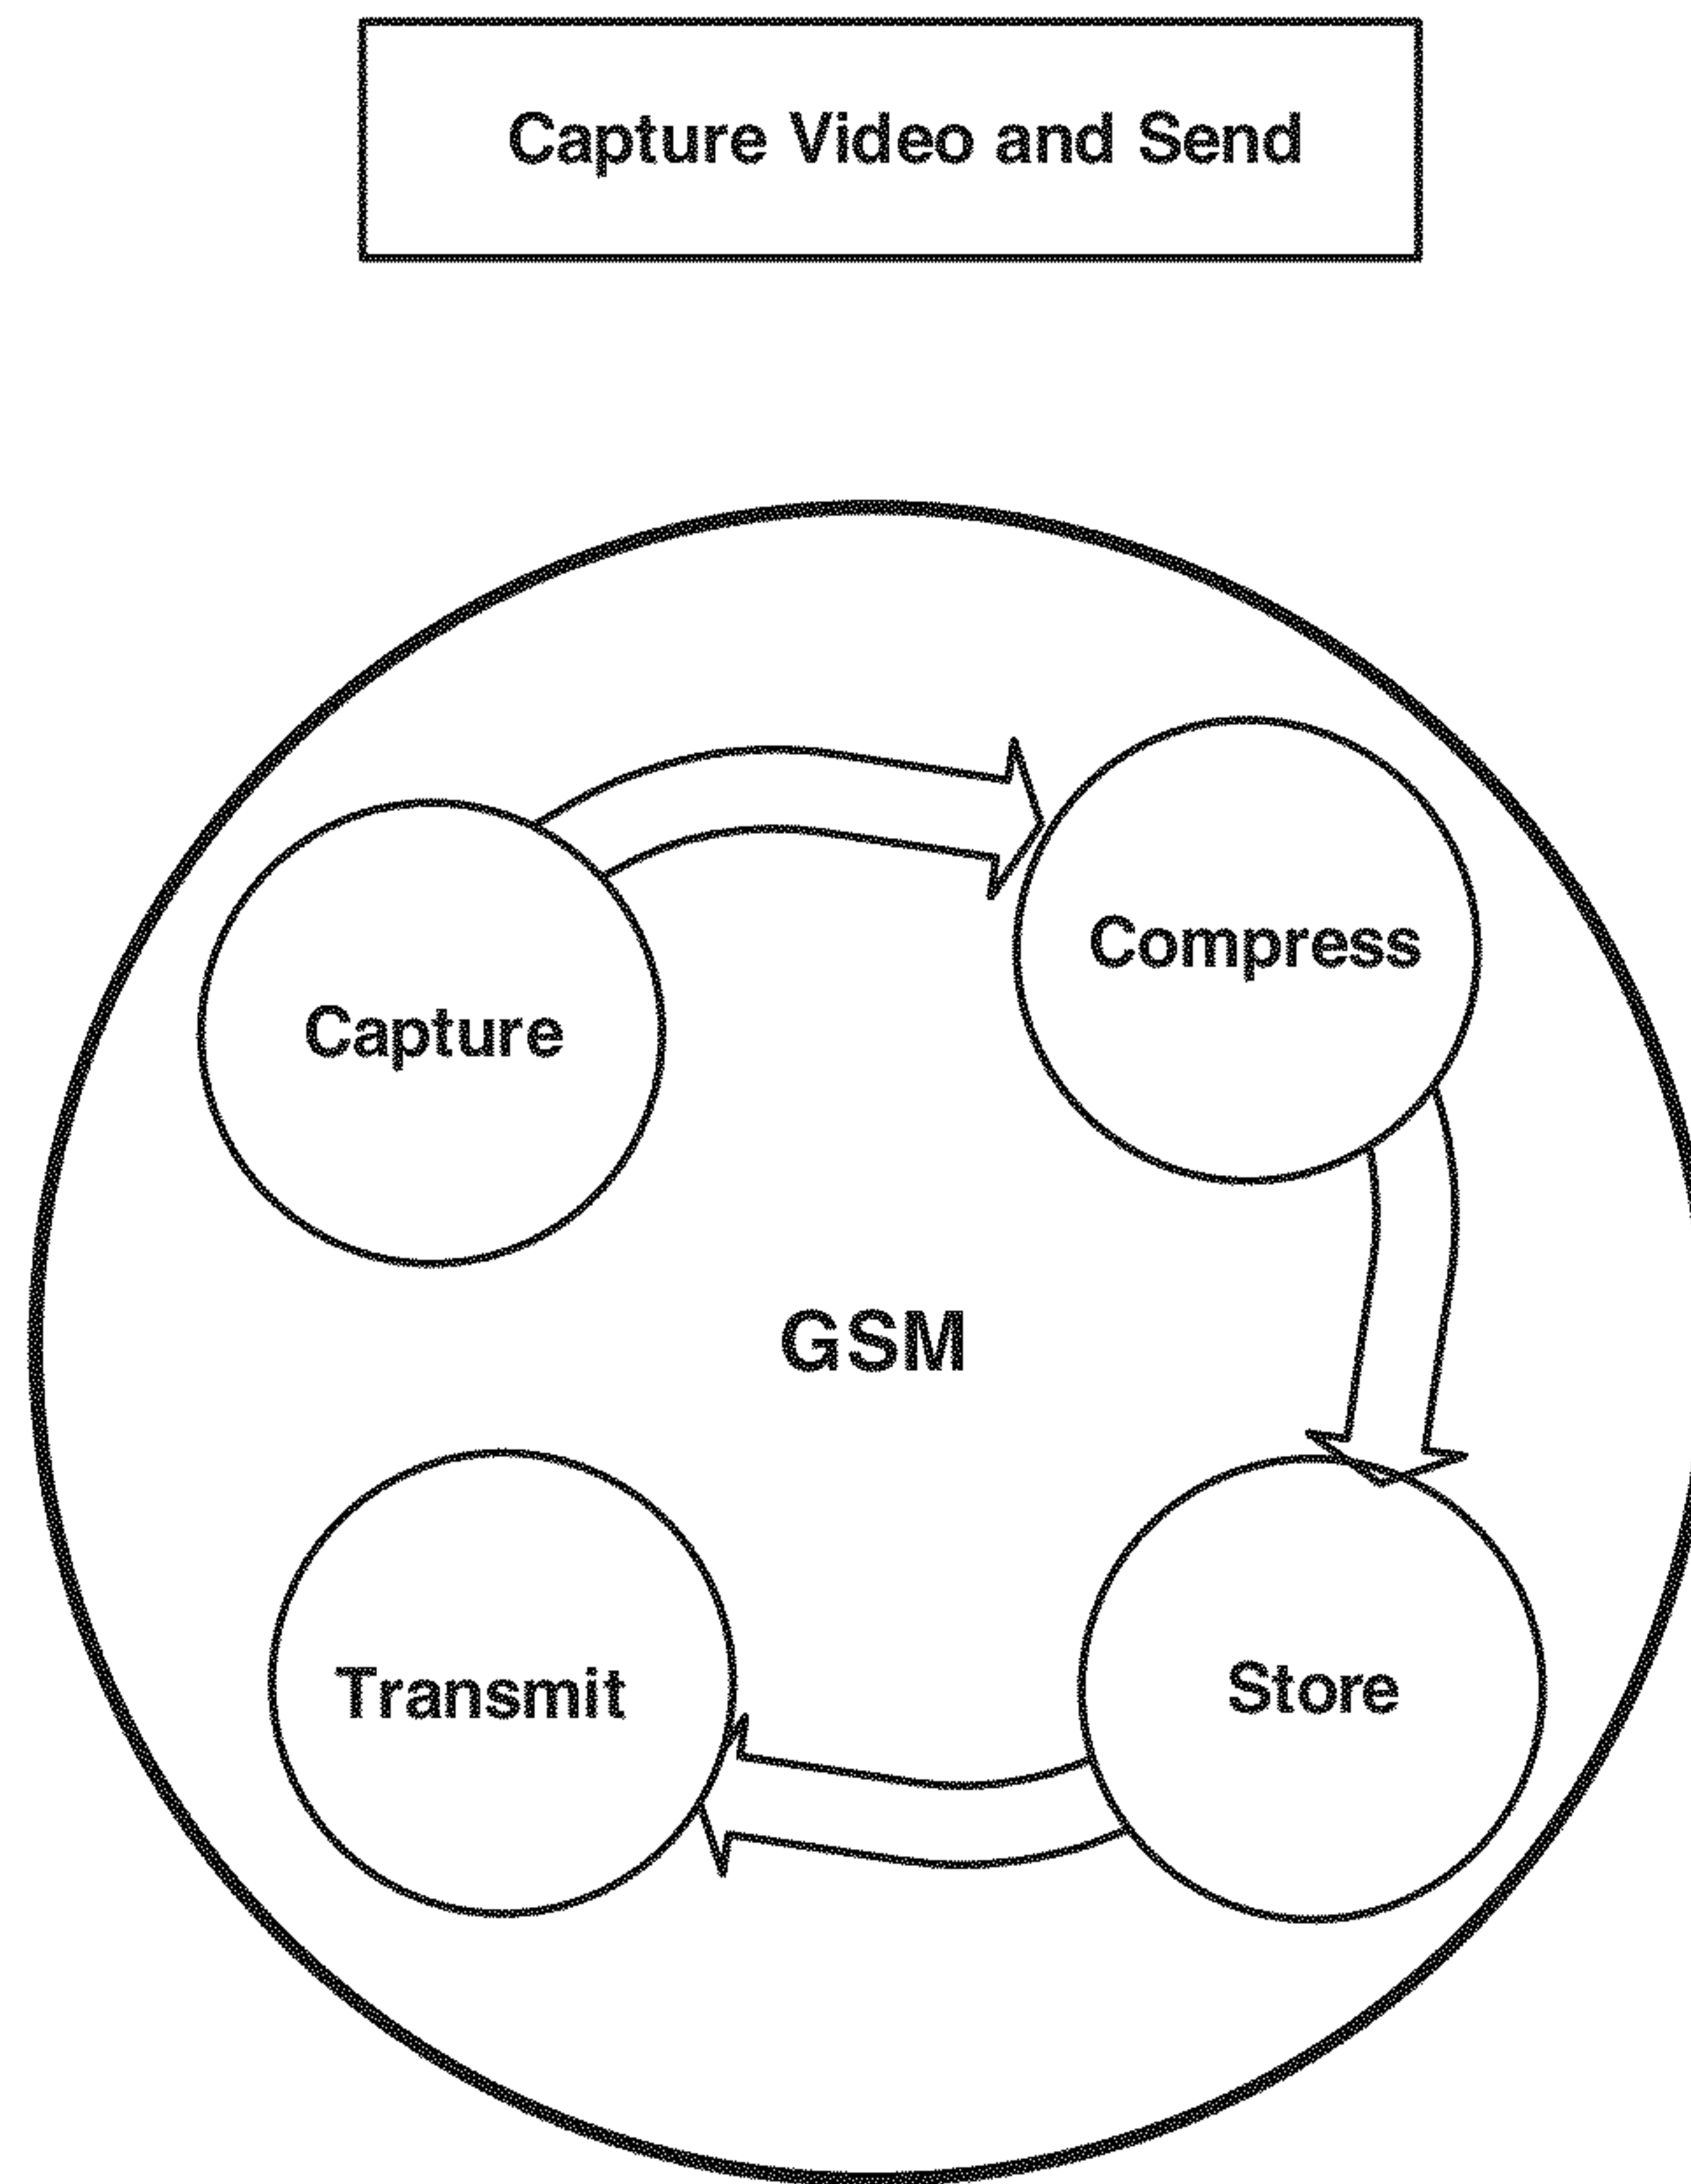 Capture Video and Send
Compress
Capture
GSM
Transmit
Store